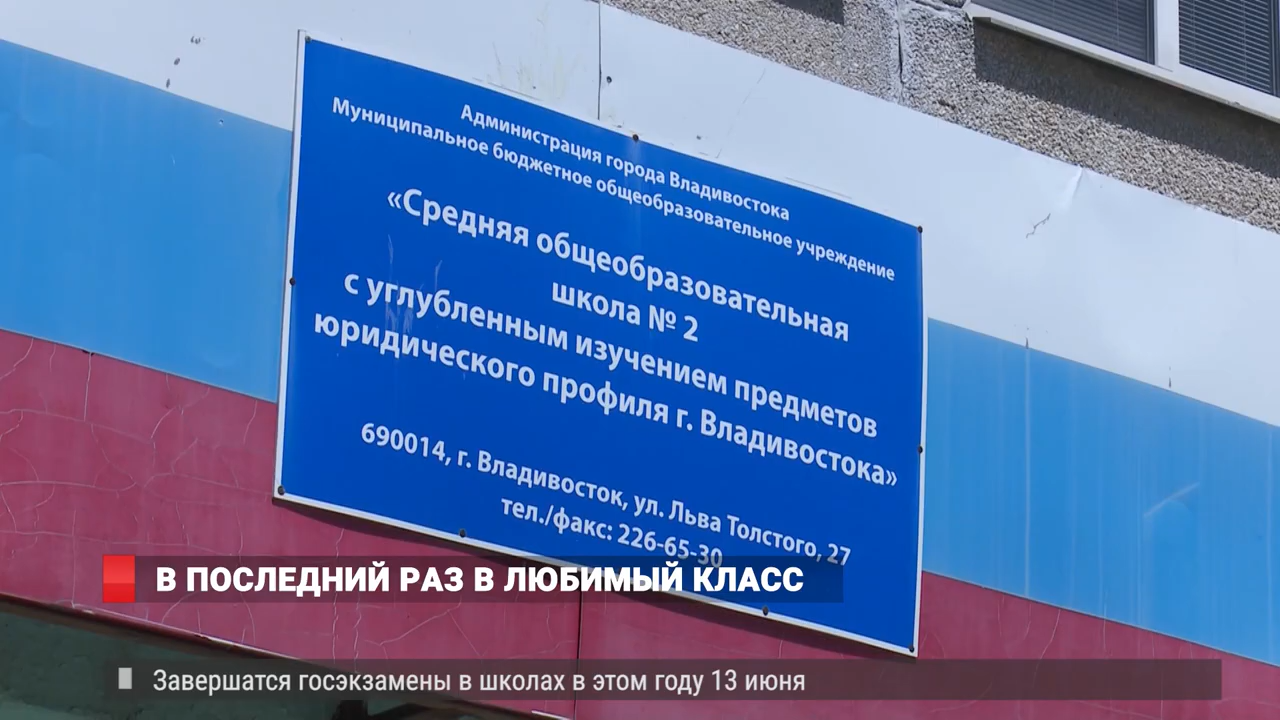 Администрация города Владивостока
Муниципальное бюджетное общеобразовательное учреждение
«Средняя общеобразовательная
школа № 2
с углубленным изучением предметов
юридического профиля г. Владивостока»
690014, г. Владивосток, ул. Льва Толстого, 27
тел./факс: 226-65-30
В ПОСЛЕДНИЙ РАЗ В ЛЮБИМЫЙ КЛАСС
Завершатся госэкзамены в школах в этом году 13 июня